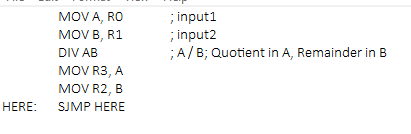 MOV A, R0 ; input1
MOV B, R1 ; input2
DIV AB ; A / B; Quotient in A, Remainder in B
MOV R3, A
MOV R2, B
HERE: SJMP HERE